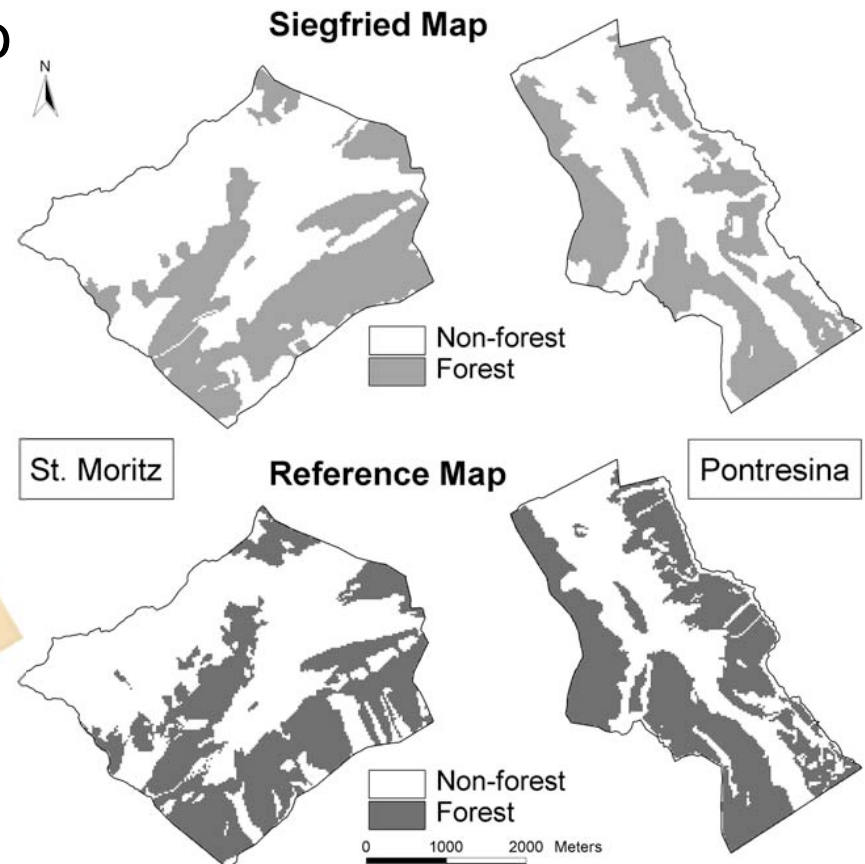 b
Siegfried Map
N
Non-forest
Forest
St. Moritz
Reference Map
Pontresina
Non-forest
Forest
0 1000 2000 Meters